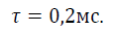 τ = 0,2мс.